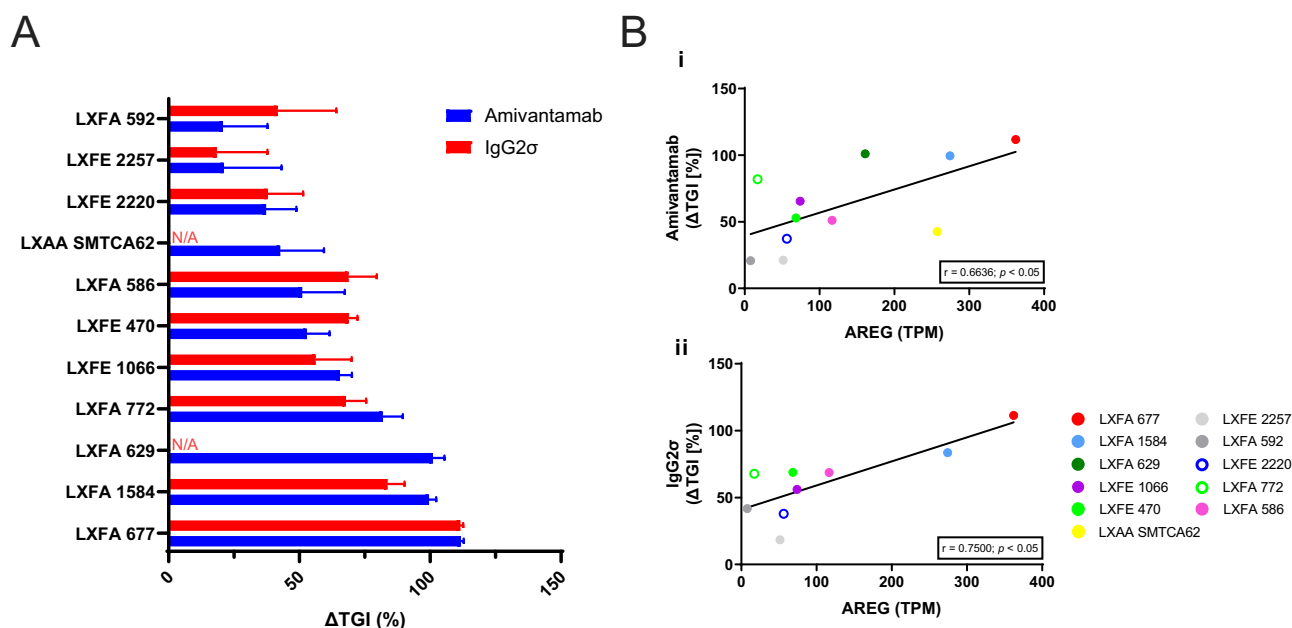 A
LXFA 592
LXFE 2257
LXFE 2220
LXAA SMTCA62
LXFA 586
LXFE 470
LXFE 1066
LXFA 772
LXFA 629
LXFA 1584
LXFA 677
N/A
N/A
Amivantamab
IgG2σ
0
50
100
150
ΔTGI (%)
B
i
Amivantamab
(ΔTGI [%])
150
100
50
0
0
100
200
300
400
r = 0.6636; p < 0.05
AREG (TPM)
ii
IgG2σ
(ΔTGI [%])
150
100
50
0
0
100
200
300
400
r = 0.7500; p < 0.05
AREG (TPM)
LXFA 677
LXFA 1584
LXFA 629
LXFE 1066
LXFE 470
LXAA SMTCA62
LXFE 2257
LXFA 592
LXFE 2220
LXFA 772
LXFA 586